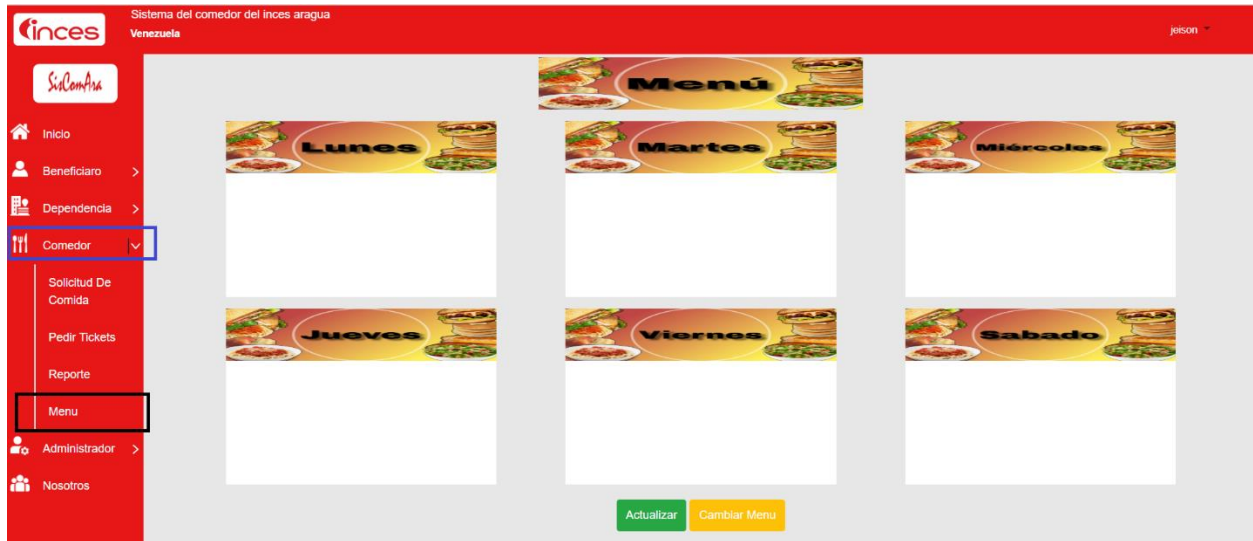 inces
Sistema del comedor del inces aragua
Venezuela
jeison
SisComAra
Inicio
Beneficiaro
Dependencia
Comedor
Solicitud De
Comida
Pedir Tickets
Reporte
Menu
Administrador
Nosotros
Menú
Lunes
Martes
Miércoles
Jueves
Viernes
Sabado
Actualizar
Cambiar Menu